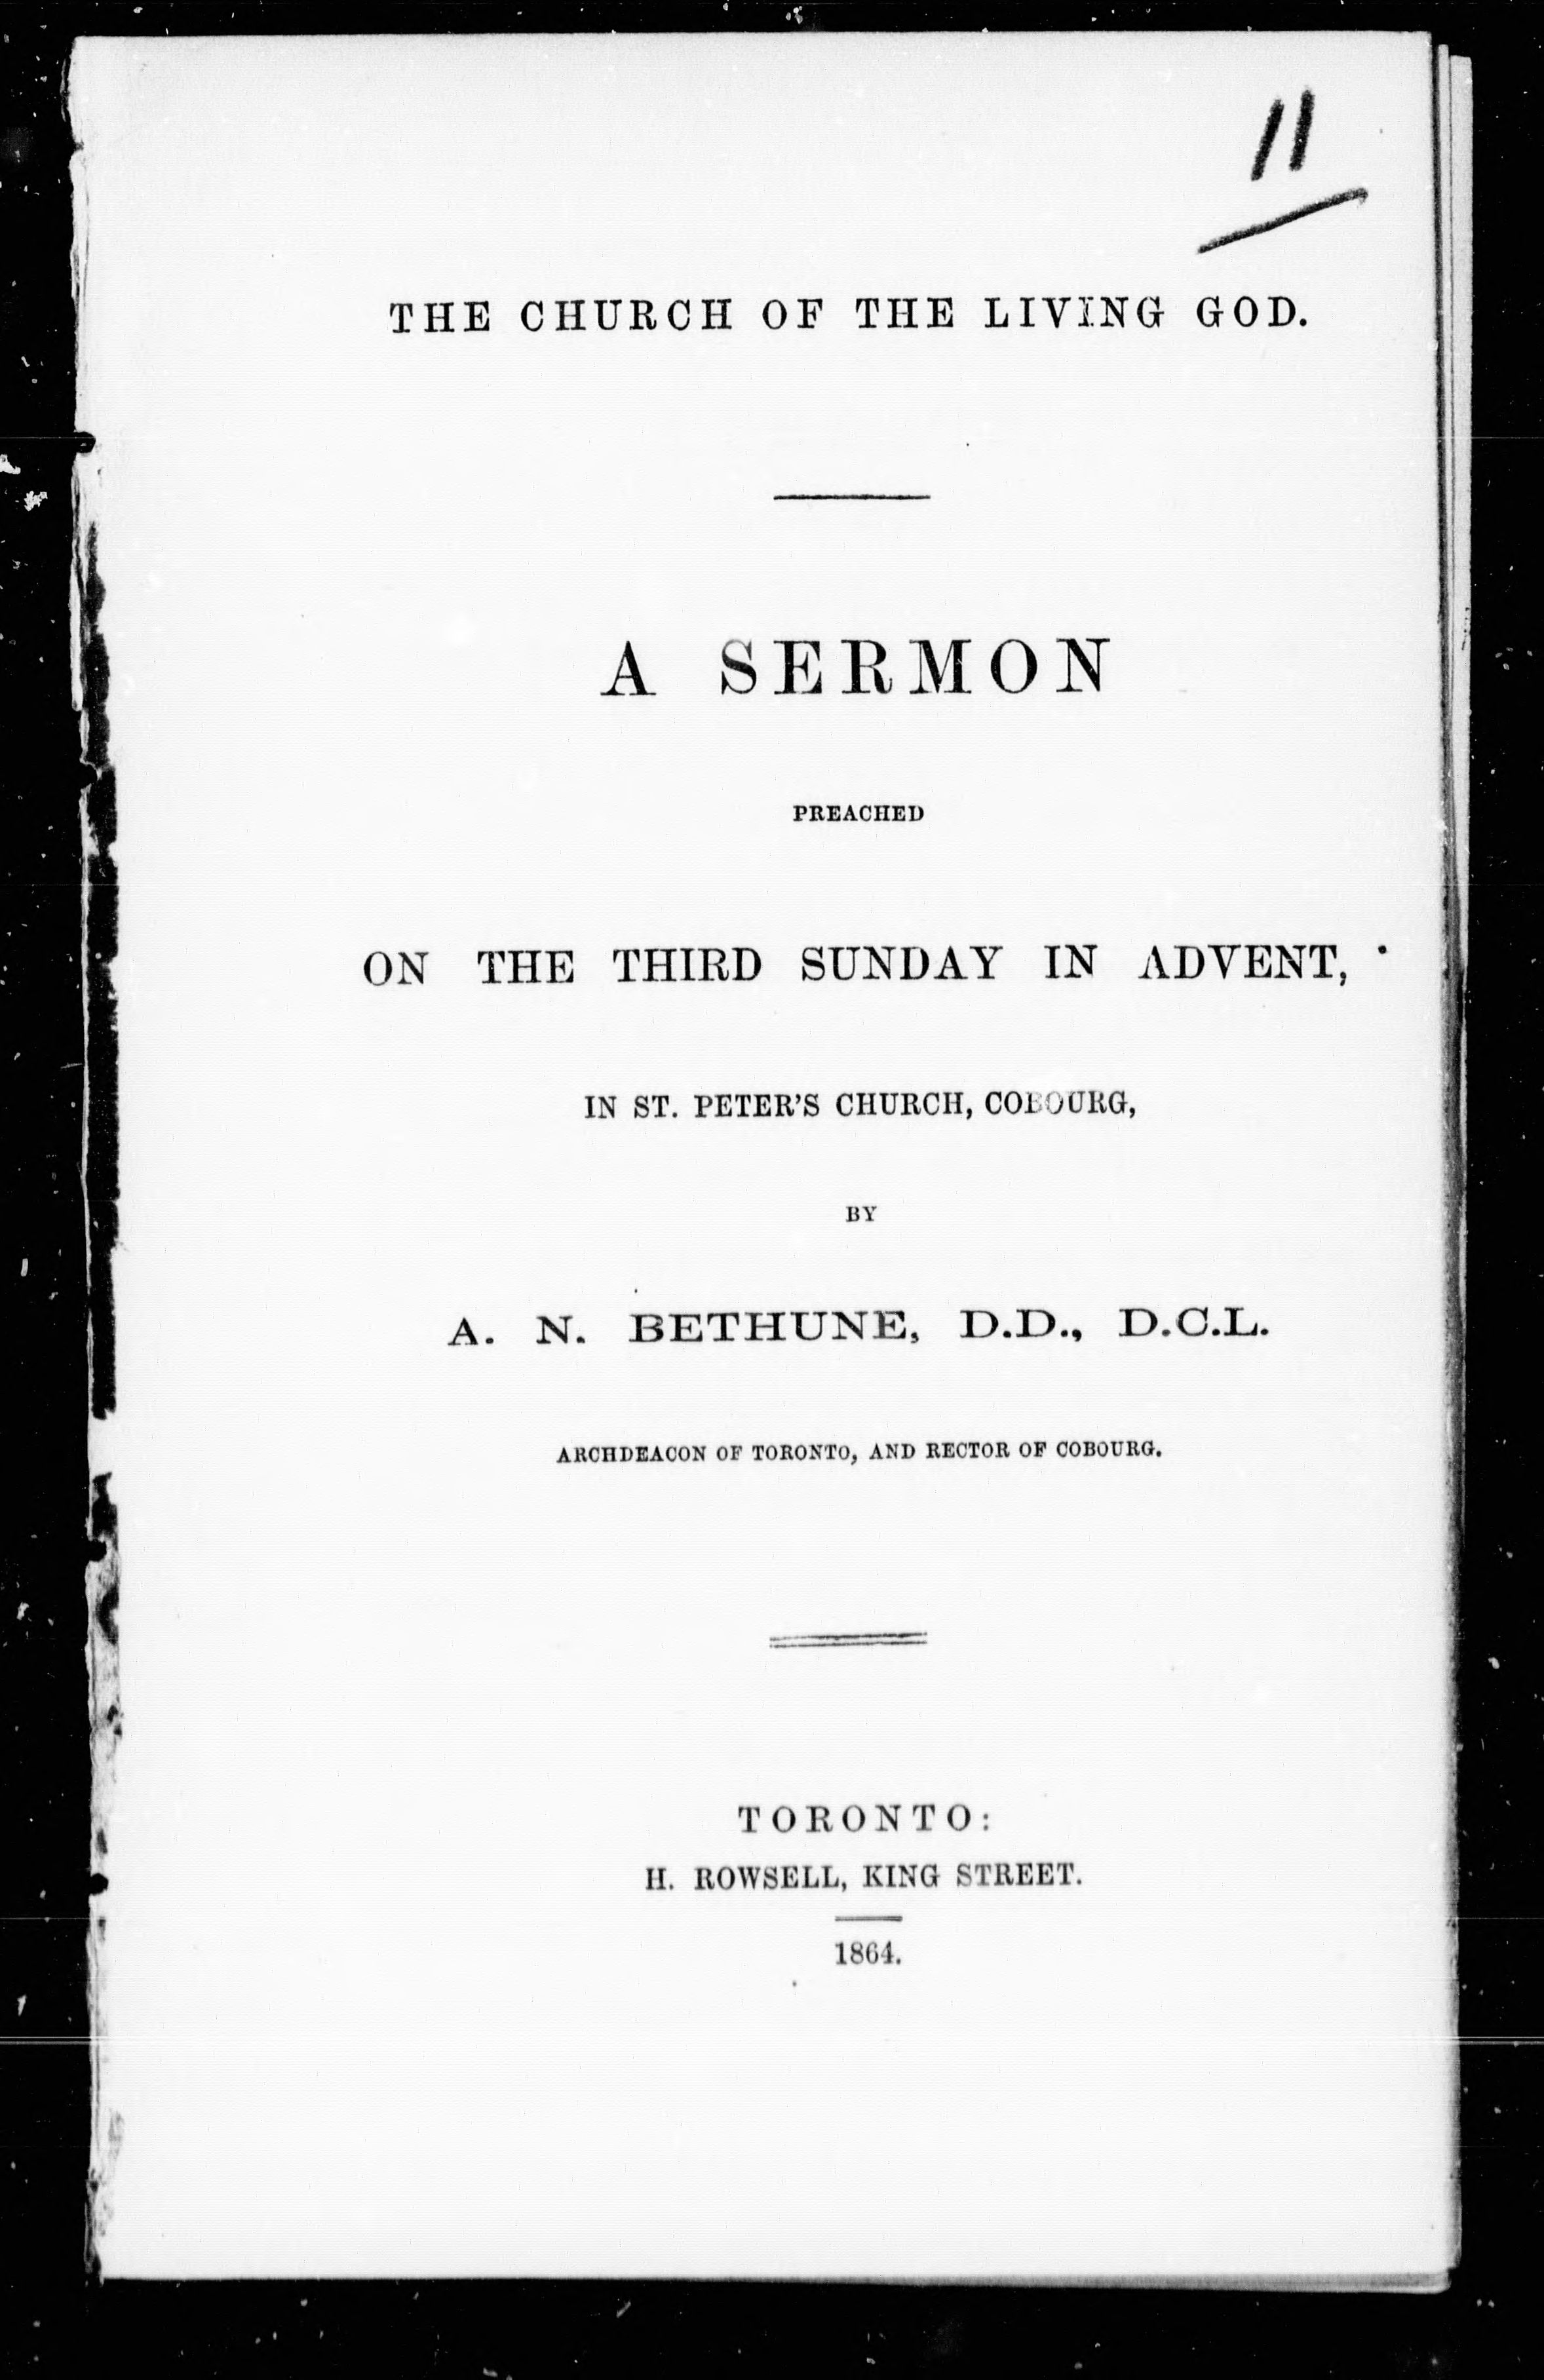 11
THE CHURCH OF THE LIVING GOD.
A SERMON
PREACHED
ON THE THIRD SUNDAY IN ADVENT,
IN ST. PETER'S CHURCH, COBOURG,
BY
A. N. BETHUNE, D.D., D.C.L.
ARCHDEACON OF TORONTO, AND RECTOR OF COBOURG.
TORONTO:
H. ROWSELL, KING STREET.
1864.